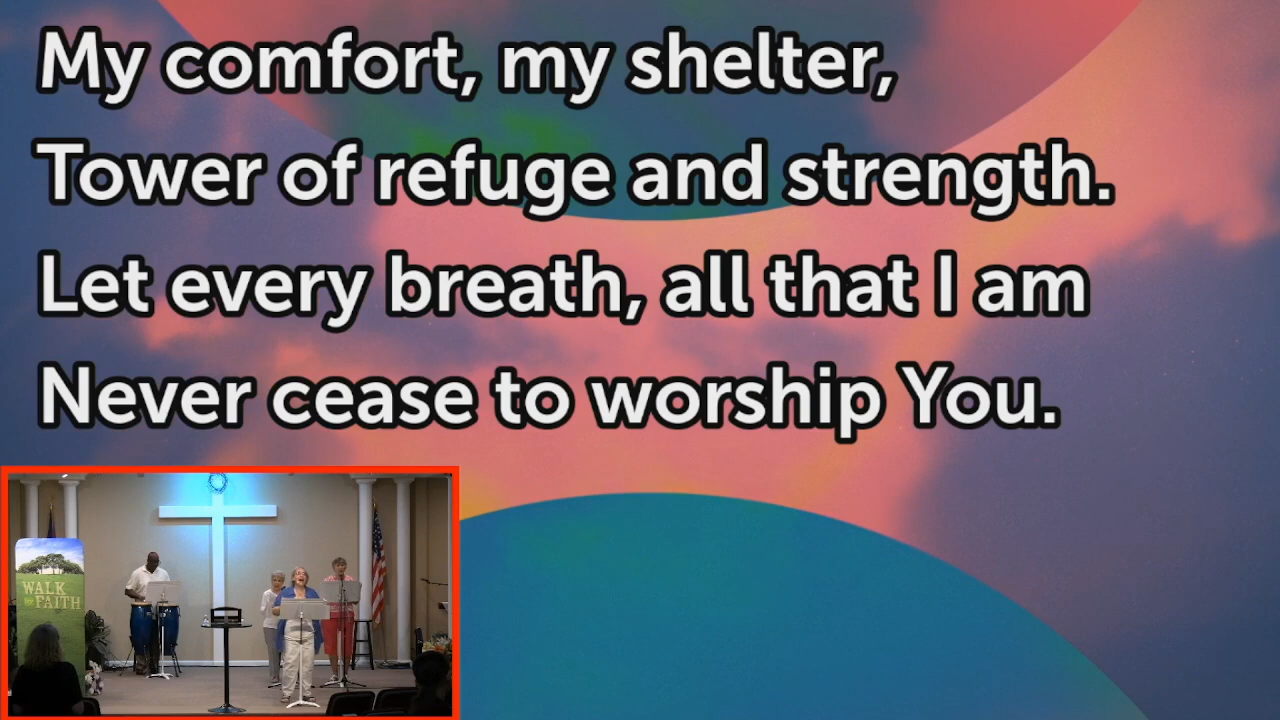 My comfort, my shelter,
Tower of refuge and strength.
Let every breath, all that I am
Never cease to worship You.
WALK
BY FAITH